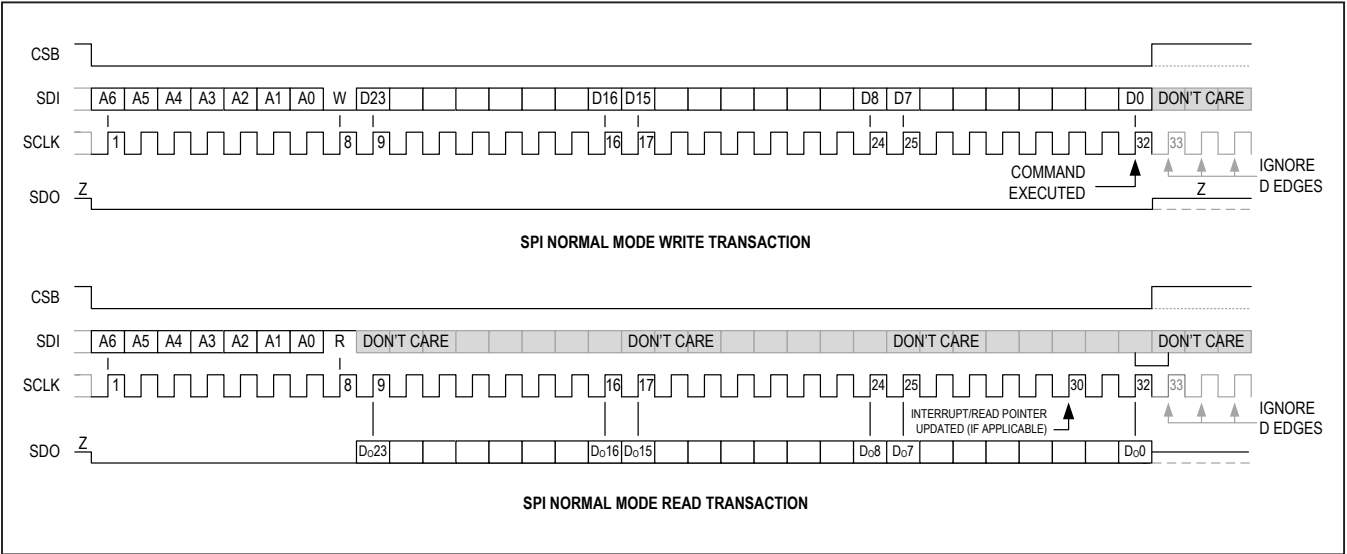 CSB
SDI A6 A5 A4 A3 A2 A1 A0 W D23 D16 D15 D8 D7 D0 DON'T CARE
SCLK 1 8 9 16 17 24 25 32 33
COMMAND
EXECUTED
IGNORE
D EDGES
SDO Z Z
SPI NORMAL MODE WRITE TRANSACTION
CSB
SDI A6 A5 A4 A3 A2 A1 A0 R DON'T CARE DON'T CARE DON'T CARE DON'T CARE
SCLK 1 8 9 16 17 24 25 30 32 33
INTERRUPT/READ POINTER
UPDATED (IF APPLICABLE)
IGNORE
D EDGES
SDO Z Do23 Do16 Do15 Do8 Do7 Do0
SPI NORMAL MODE READ TRANSACTION